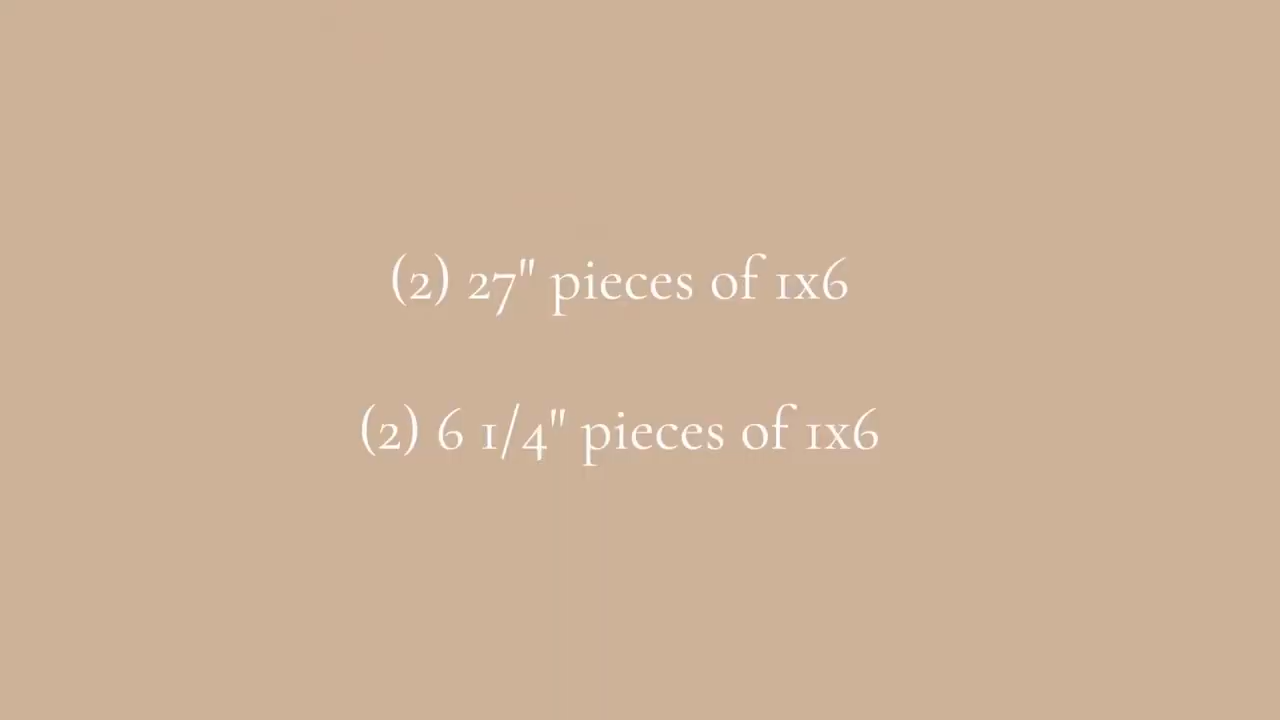 (2) 27" pieces of 1x6
(2) 6 1/4" pieces of 1x6